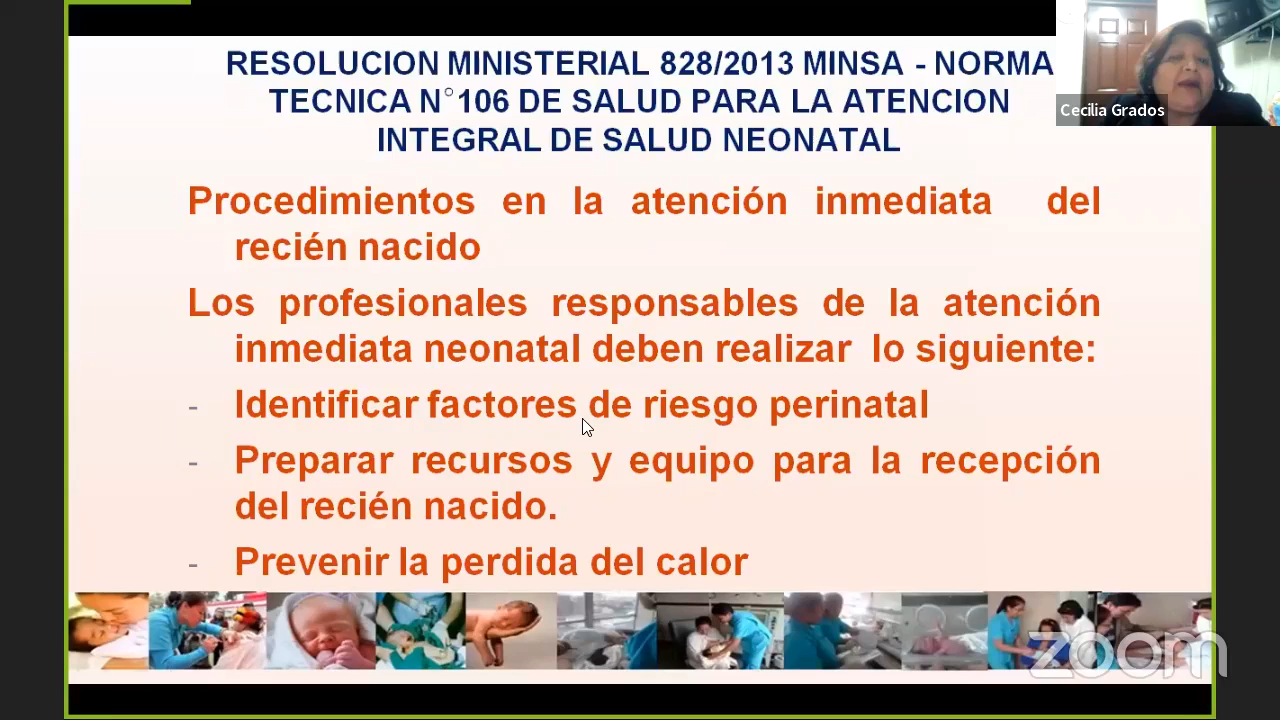 RESOLUCION MINISTERIAL 828/2013 MINSA - NORMA
TECNICA N°106 DE SALUD PARA LA ATENCION
INTEGRAL DE SALUD NEONATAL
Cecilia Grados
Procedimientos en la atención inmediata del
recién nacido
Los profesionales responsables de la atención
inmediata neonatal deben realizar lo siguiente:
- Identificar factores de riesgo perinatal
- Preparar recursos y equipo para la recepción
del recién nacido.
- Prevenir la perdida del calor
zoom